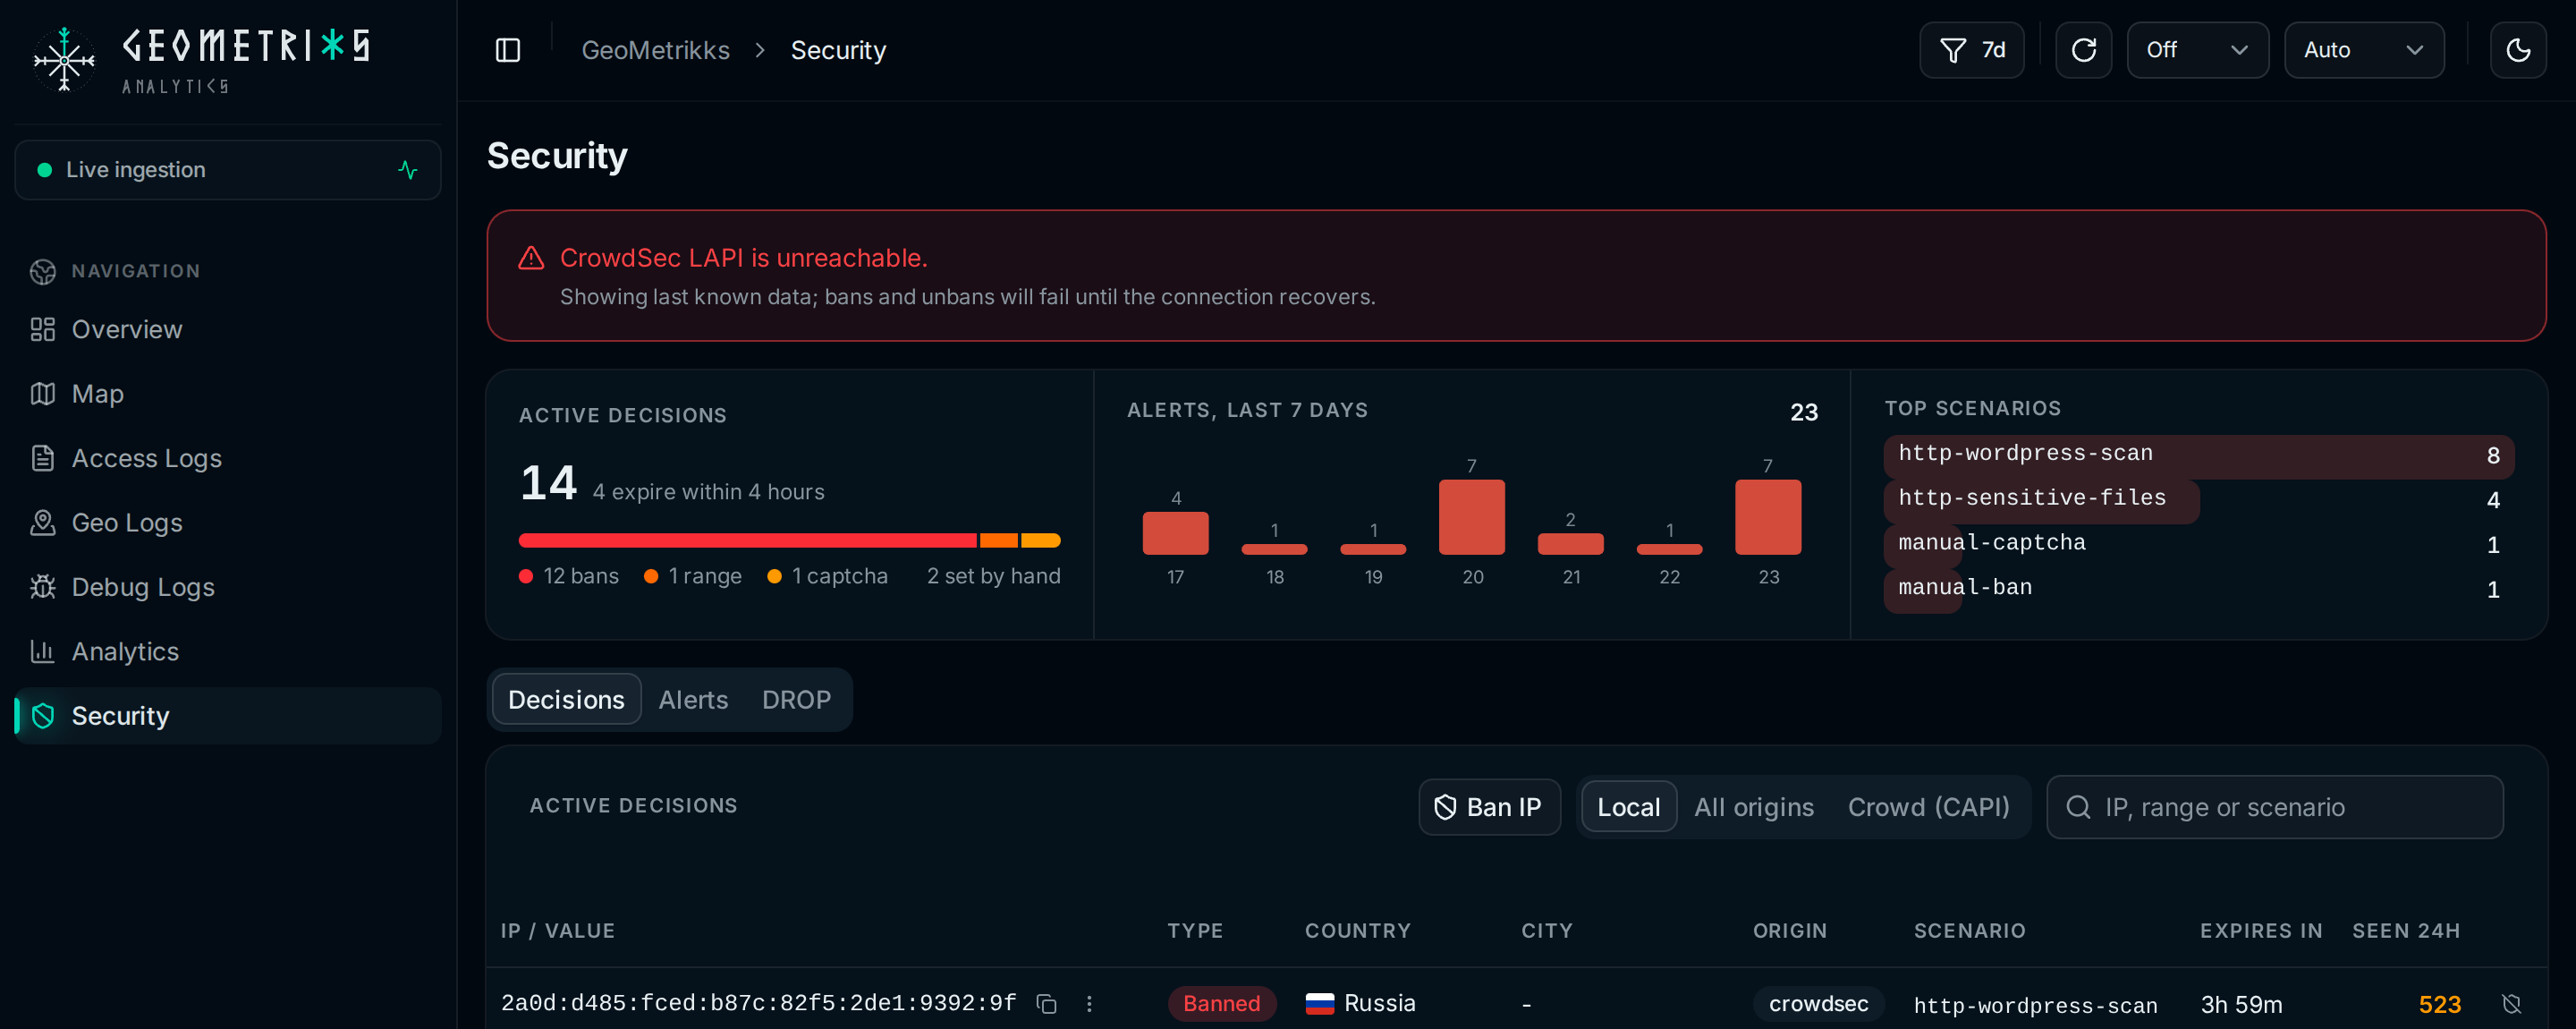 GEOMETRIKS
ANALYTICS
Live ingestion
NAVIGATION
Overview
Map
Access Logs
Geo Logs
Debug Logs
Analytics
Security
GeoMetrikks > Security
7d
Off
Auto
Security
CrowdSec LAPI is unreachable.
Showing last known data; bans and unbans will fail until the connection recovers.
ACTIVE DECISIONS
14 4 expire within 4 hours
12 bans 1 range 1 captcha 2 set by hand
ALERTS, LAST 7 DAYS 23
4 1 1 7 2 1 7
17 18 19 20 21 22 23
TOP SCENARIOS
http-wordpress-scan 8
http-sensitive-files 4
manual-captcha 1
manual-ban 1
Decisions Alerts DROP
ACTIVE DECISIONS
Ban IP
Local All origins Crowd (CAPI)
IP, range or scenario
IP / VALUE TYPE COUNTRY CITY ORIGIN SCENARIO EXPIRES IN SEEN 24H
2a0d:d485:fced:b87c:82f5:2de1:9392:9f Banned Russia - crowdsec http-wordpress-scan 3h 59m 523